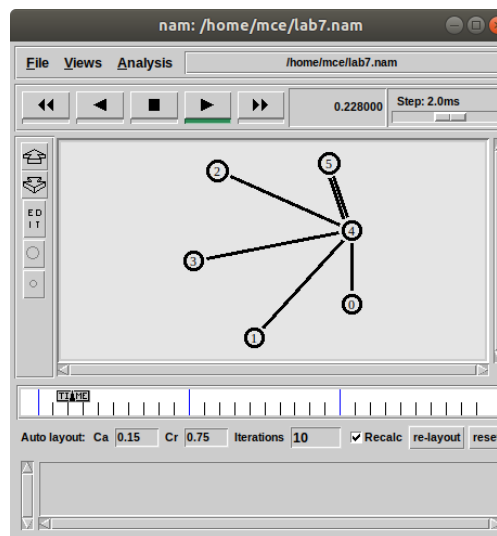 nam: /home/mce/lab7.nam
File Views Analysis /home/mce/lab7.nam
0.228000 Step: 2.0ms
ED
IT
2
5
4
3
0
1
TIME
Auto layout: Ca 0.15 Cr 0.75 Iterations 10 Recalc re-layout rese